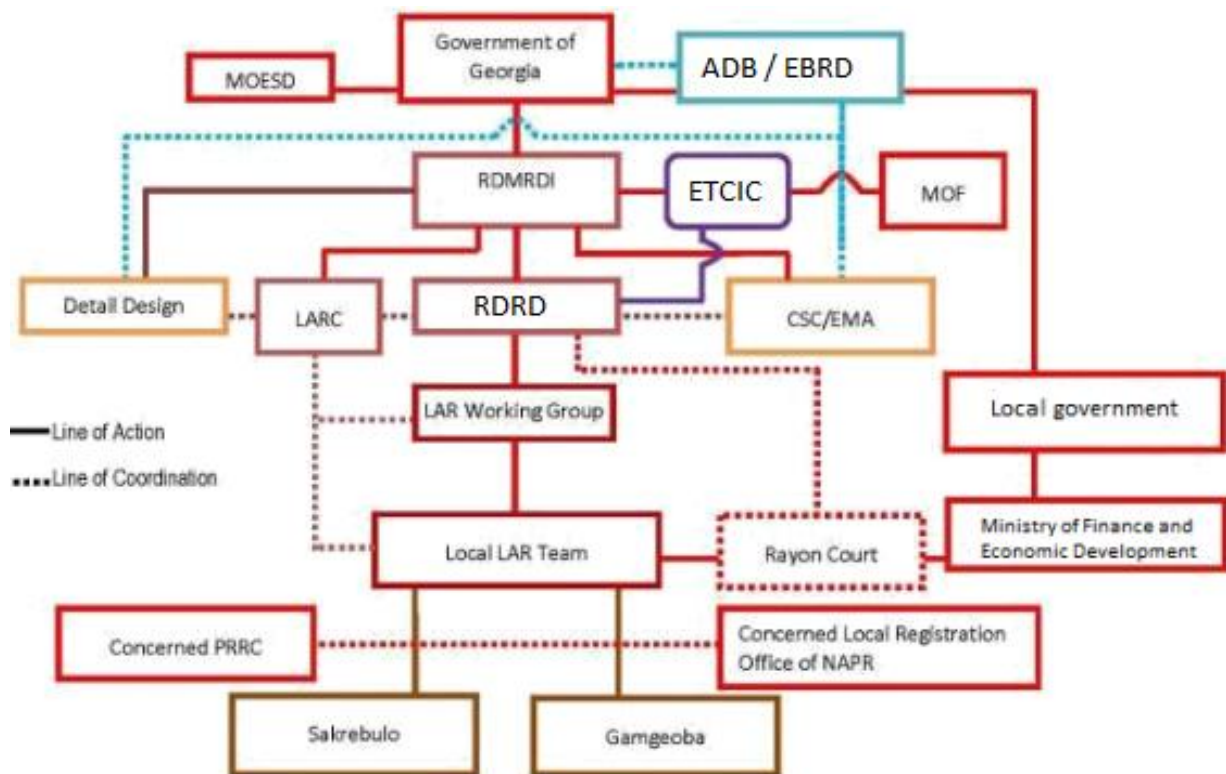 Government of
Georgia
ADB / EBRD
MOESD
RDMRDI
ETCIC
MOF
Detail Design
LARC
RDRD
CSC/EMA
LAR Working Group
Local government
Line of Action
Line of Coordination
Local LAR Team
Rayon Court
Ministry of Finance and
Economic Development
Concerned PRRC
Concerned Local Registration
Office of NAPR
Sakrebulo
Gamgeoba